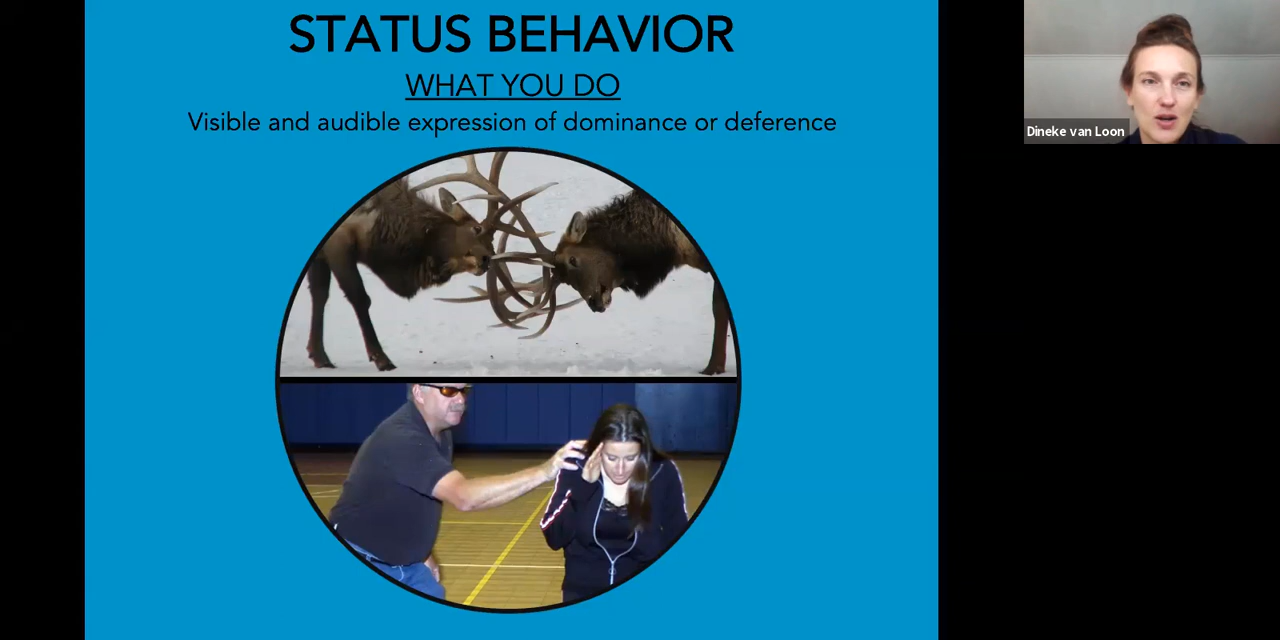 STATUS BEHAVIOR
WHAT YOU DO
Visible and audible expression of dominance or deference
Dineke van Loon